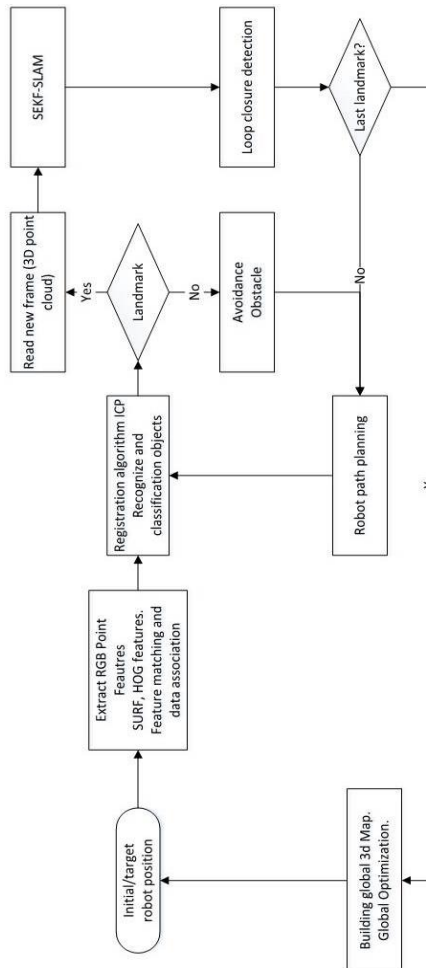 Initial/target
robot position
Extract RGB Point
Feautres
SURF, HOG features.
Feature matching and
data association
Registration algorithm ICP
Recognize and
classification objects
Landmark
Yes
No
Read new frame (3D point
cloud)
SEKF-SLAM
Avoidance
Obstacle
Loop closure detection
Last landmark?
No
Robot path planning
Building global 3d Map.
Global Optimization.